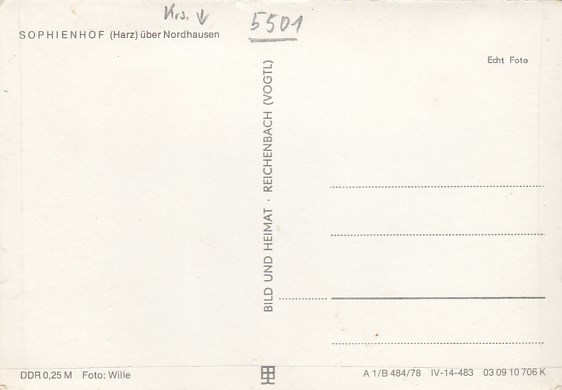 Krs. ↓
5501
SOPHIENHOF (Harz) über Nordhausen
Echt Foto
BILD UND HEIMAT · REICHENBACH (VOGTL)
DDR 0,25 M Foto: Wille
A 1/B 484/78 IV-14-483 03 09 10 706 K